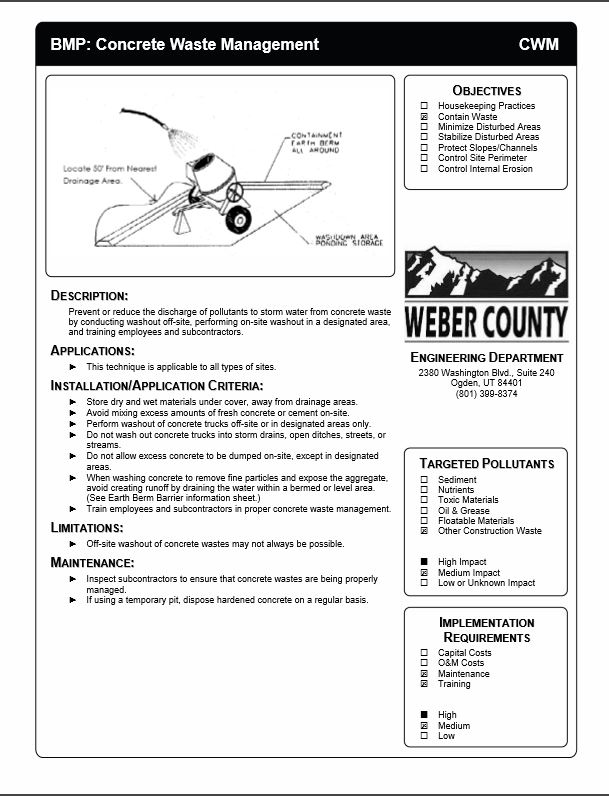 BMP: Concrete Waste Management CWM
CONTAINMENT
EARTH BERM
ALL AROUND
Locate 50' From Nearest
Drainage Area.
WASHDOWN AREA
PONDING STORAGE
DESCRIPTION:
Prevent or reduce the discharge of pollutants to storm water from concrete waste
by conducting washout off-site, performing on-site washout in a designated area,
and training employees and subcontractors.
APPLICATIONS:
► This technique is applicable to all types of sites.
INSTALLATION/APPLICATION CRITERIA:
► Store dry and wet materials under cover, away from drainage areas.
► Avoid mixing excess amounts of fresh concrete or cement on-site.
► Perform washout of concrete trucks off-site or in designated areas only.
► Do not wash out concrete trucks into storm drains, open ditches, streets, or
streams.
► Do not allow excess concrete to be dumped on-site, except in designated
areas.
► When washing concrete to remove fine particles and expose the aggregate,
avoid creating runoff by draining the water within a bermed or level area.
(See Earth Berm Barrier information sheet.)
► Train employees and subcontractors in proper concrete waste management.
LIMITATIONS:
► Off-site washout of concrete wastes may not always be possible.
MAINTENANCE:
► Inspect subcontractors to ensure that concrete wastes are being properly
managed.
► If using a temporary pit, dispose hardened concrete on a regular basis.
OBJECTIVES
☐ Housekeeping Practices
☒ Contain Waste
☐ Minimize Disturbed Areas
☐ Stabilize Disturbed Areas
☐ Protect Slopes/Channels
☐ Control Site Perimeter
☐ Control Internal Erosion
WEBER COUNTY
ENGINEERING DEPARTMENT
2380 Washington Blvd., Suite 240
Ogden, UT 84401
(801) 399-8374
TARGETED POLLUTANTS
☐ Sediment
☐ Nutrients
☐ Toxic Materials
☐ Oil & Grease
☐ Floatable Materials
☒ Other Construction Waste
■ High Impact
☒ Medium Impact
☐ Low or Unknown Impact
IMPLEMENTATION
REQUIREMENTS
☐ Capital Costs
☐ O&M Costs
☒ Maintenance
☒ Training
■ High
☒ Medium
☐ Low